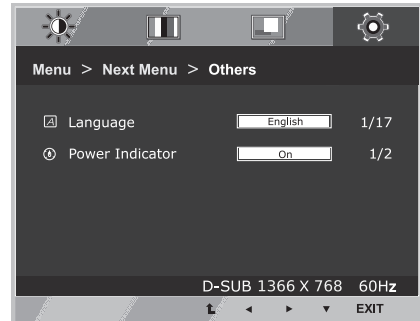 Menu > Next Menu > Others
Language English 1/17
Power Indicator On 1/2
D-SUB 1366 X 768 60Hz
EXIT